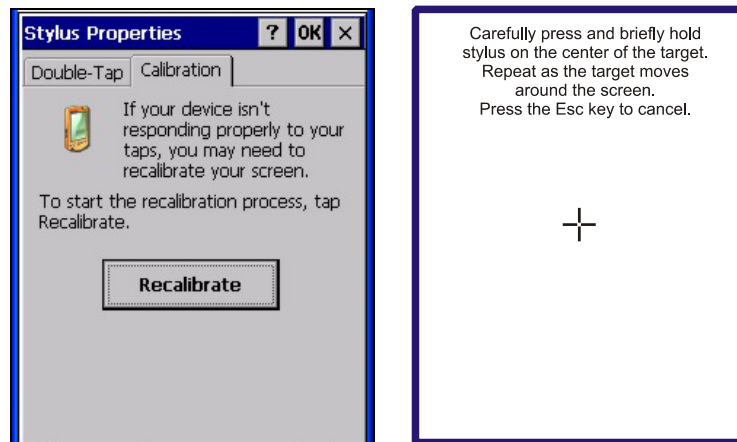 Stylus Properties ? OK ×
Double-Tap Calibration
If your device isn't
responding properly to your
taps, you may need to
recalibrate your screen.
To start the recalibration process, tap
Recalibrate.
Recalibrate
Carefully press and briefly hold
stylus on the center of the target.
Repeat as the target moves
around the screen.
Press the Esc key to cancel.